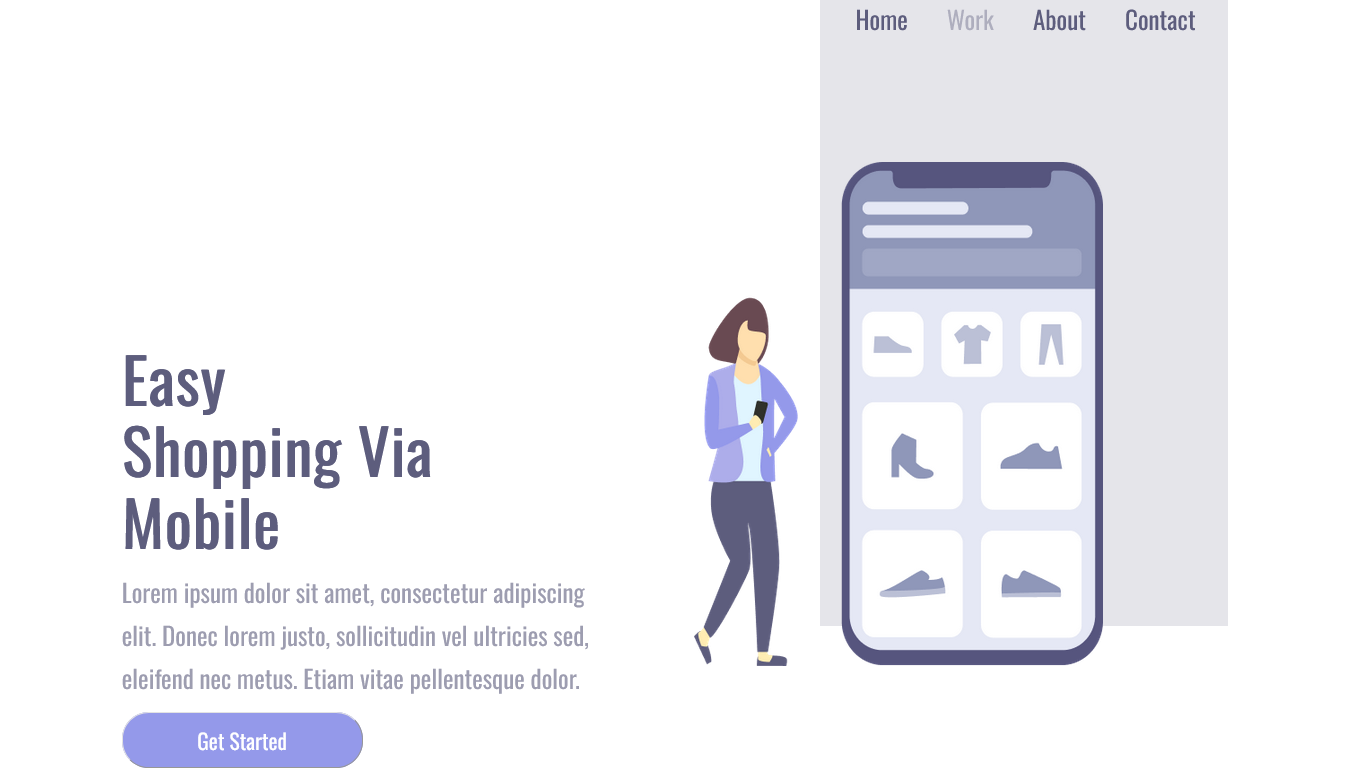 Home Work About Contact
Easy
Shopping Via
Mobile
Lorem ipsum dolor sit amet, consectetur adipiscing
elit. Donec lorem justo, sollicitudin vel ultricies sed,
eleifend nec metus. Etiam vitae pellentesque dolor.
Get Started